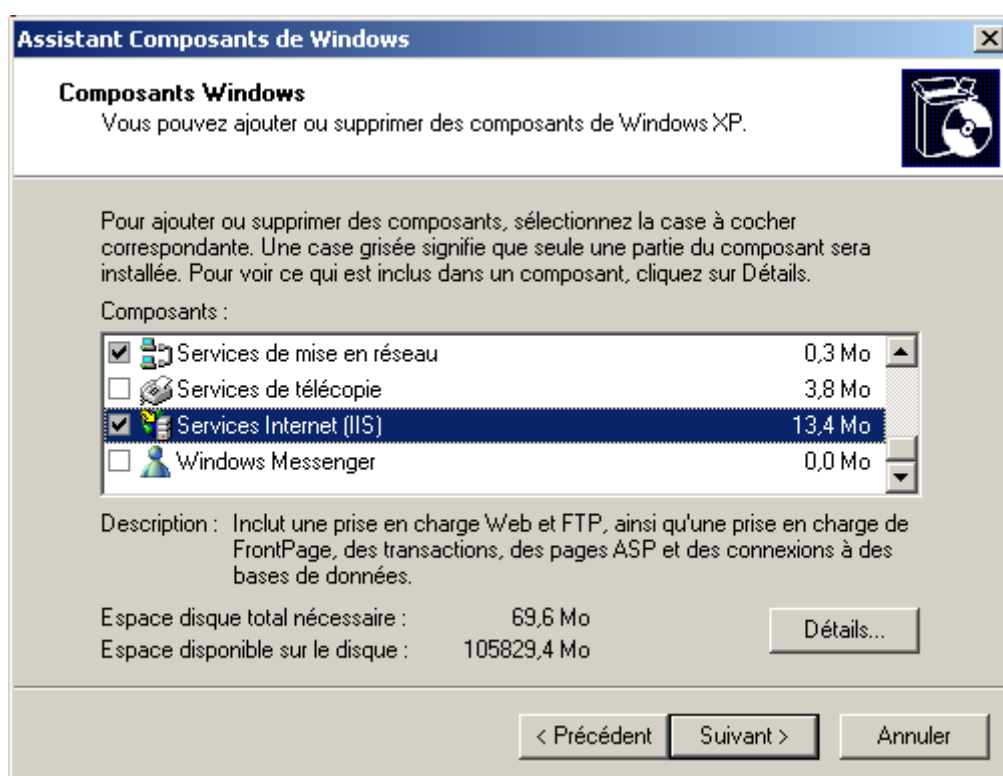 Assistant Composants de Windows
Composants Windows
Vous pouvez ajouter ou supprimer des composants de Windows XP.
Pour ajouter ou supprimer des composants, sélectionnez la case à cocher
correspondante. Une case grisée signifie que seule une partie du composant sera
installée. Pour voir ce qui est inclus dans un composant, cliquez sur Détails.
Composants :
Services de mise en réseau 0,3 Mo
Services de télécopie 3,8 Mo
Services Internet (IIS) 13,4 Mo
Windows Messenger 0,0 Mo
Description : Inclut une prise en charge Web et FTP, ainsi qu'une prise en charge de
FrontPage, des transactions, des pages ASP et des connexions à des
bases de données.
Espace disque total nécessaire : 69,6 Mo
Espace disponible sur le disque : 105829,4 Mo
Détails...
< Précédent Suivant > Annuler